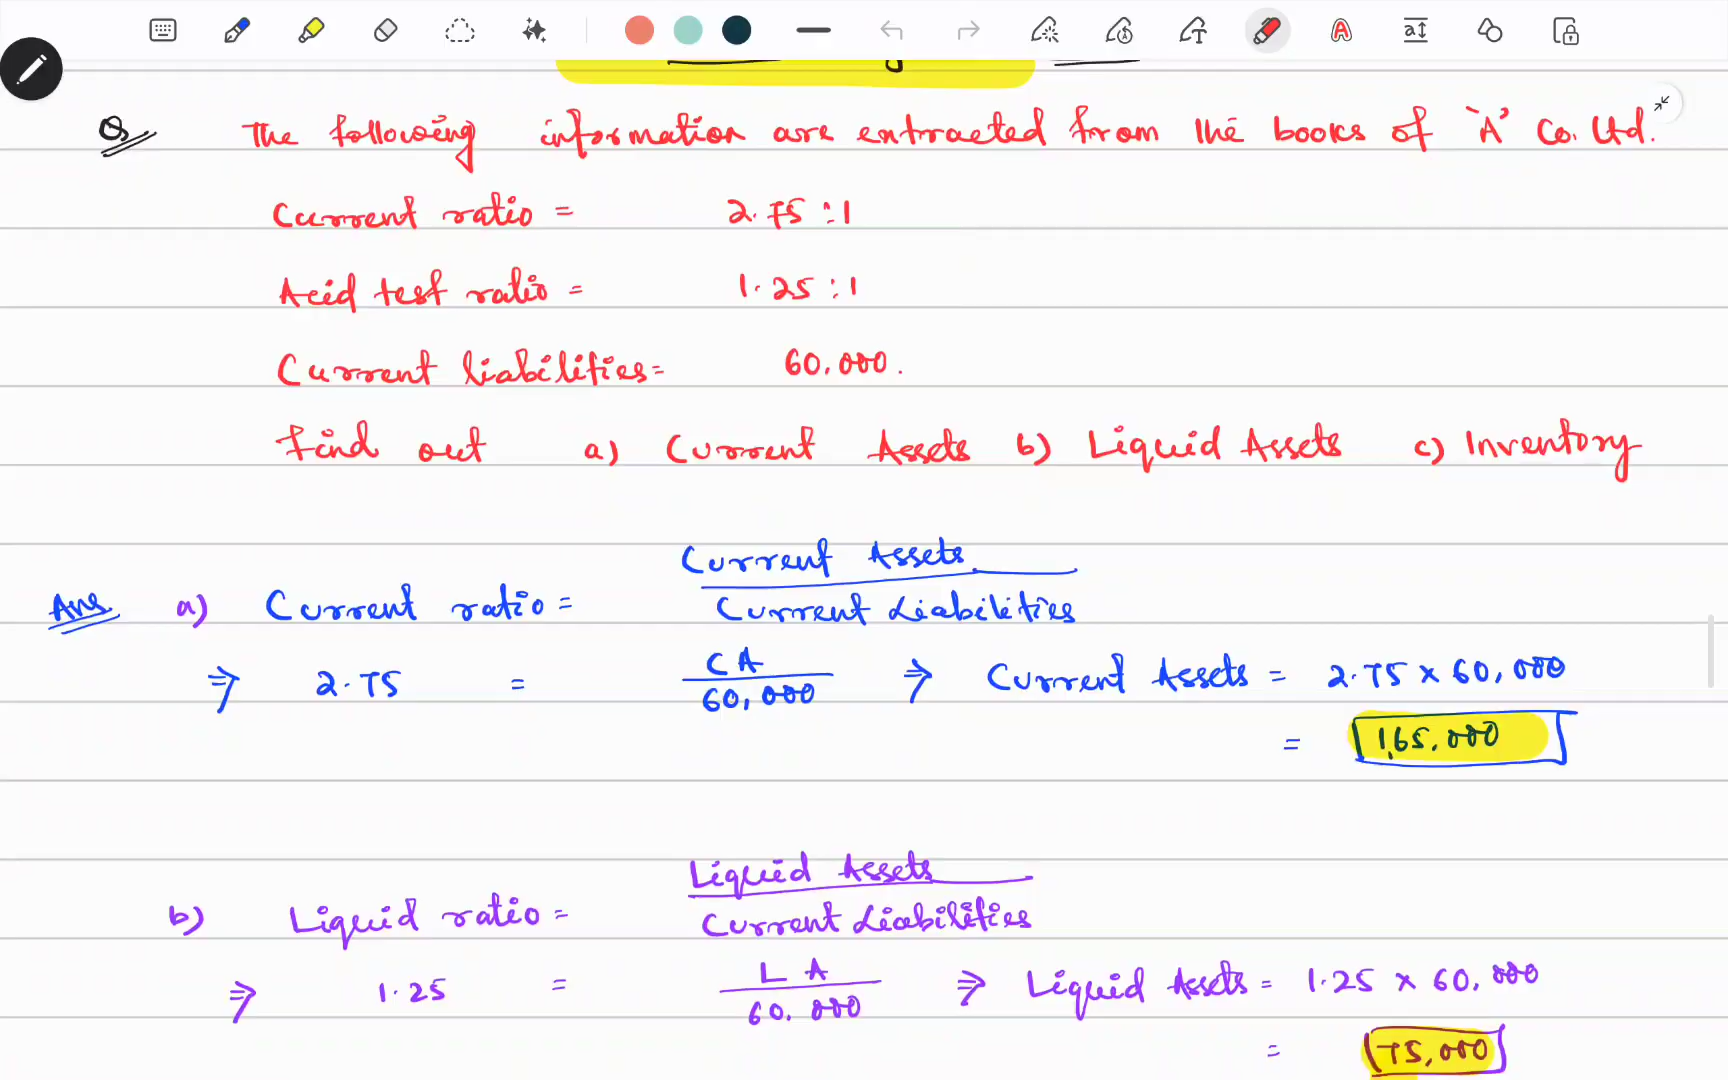 Q The following information are extracted from the books of 'A' Co. Ltd.
Current ratio = 2.75 : 1
Acid test ratio = 1.25 : 1
Current liabilities = 60,000.
Find out a) Current Assets b) Liquid Assets c) Inventory
Ans a) Current ratio = Current Assets / Current Liabilities
⇒ 2.75 = CA / 60,000 ⇒ Current Assets = 2.75 × 60,000
= 1,65,000
b) Liquid ratio = Liquid Assets / Current Liabilities
⇒ 1.25 = LA / 60,000 ⇒ Liquid Assets = 1.25 × 60,000
= 75,000